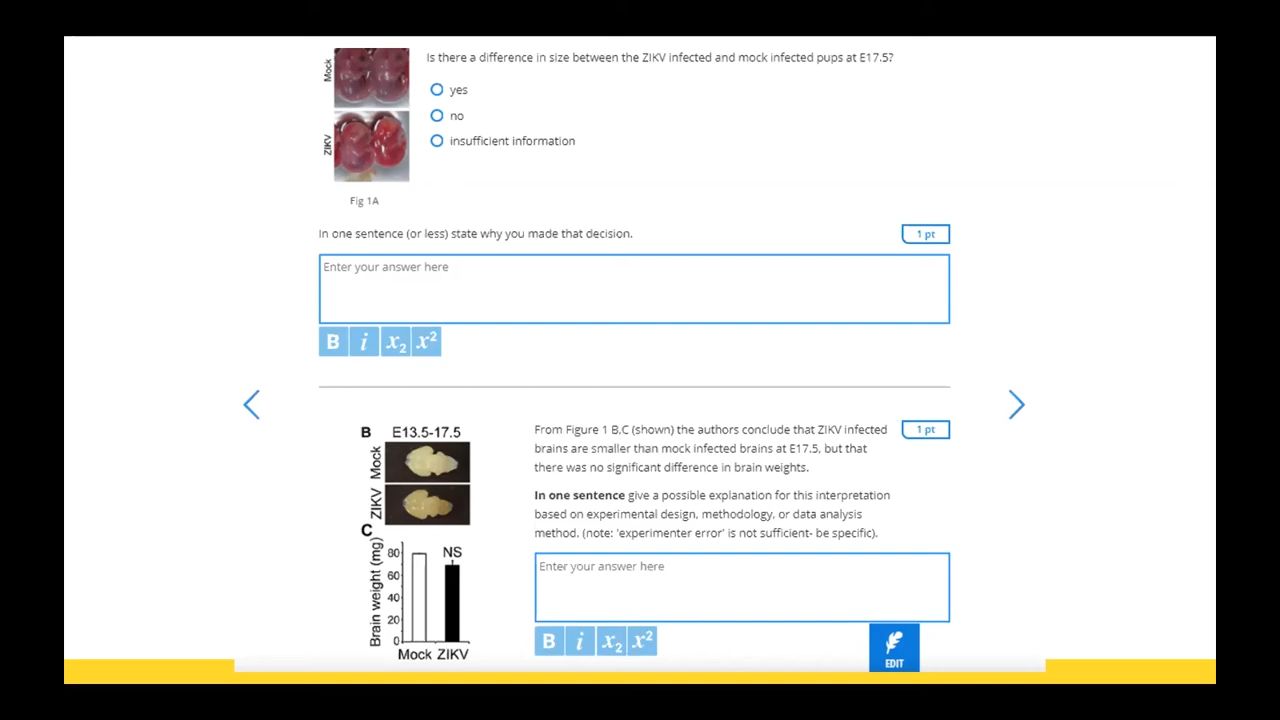 Is there a difference in size between the ZIKV infected and mock infected pups at E17.5?
Mock
yes
no
ZIKV
insufficient information
Fig 1A
In one sentence (or less) state why you made that decision.
1 pt
Enter your answer here
B i x₂ x²
B E13.5-17.5
Mock
ZIKV
From Figure 1 B,C (shown) the authors conclude that ZIKV infected
1 pt
brains are smaller than mock infected brains at E17.5, but that
there was no significant difference in brain weights.
In one sentence give a possible explanation for this interpretation
based on experimental design, methodology, or data analysis
method. (note: 'experimenter error' is not sufficient- be specific).
C
Brain weight (mg)
NS
80
60
40
20
0
Mock ZIKV
Enter your answer here
B i x₂ x²
EDIT